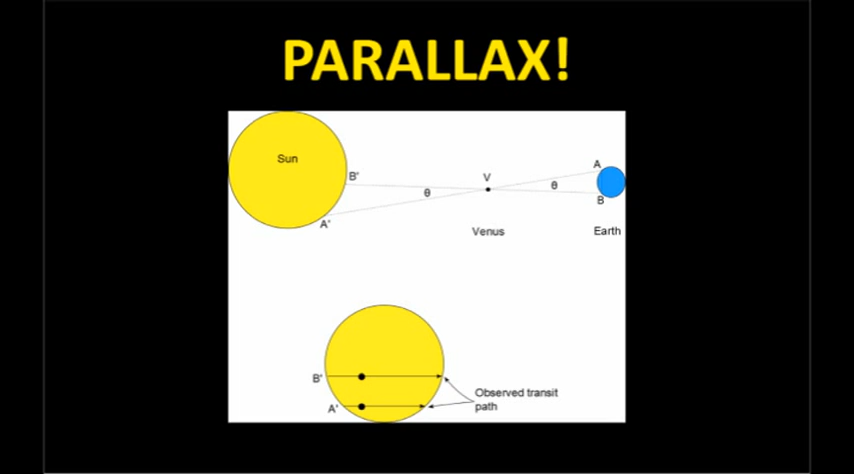 PARALLAX!
Sun
B'
A'
θ
V
θ
A
B
Venus
Earth
B'
A'
Observed transit
path